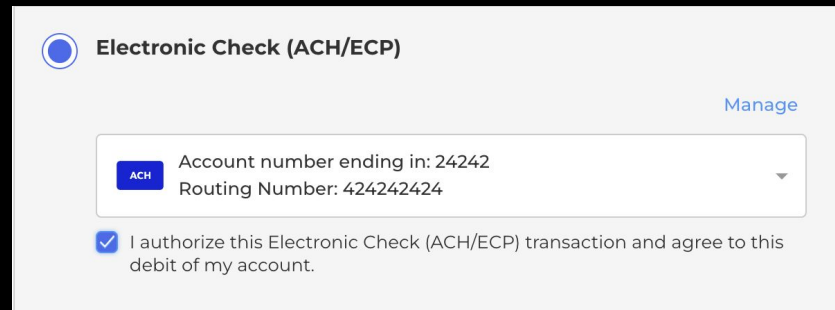 Electronic Check (ACH/ECP)
Manage
ACH
Account number ending in: 24242
Routing Number: 424242424
I authorize this Electronic Check (ACH/ECP) transaction and agree to this
debit of my account.